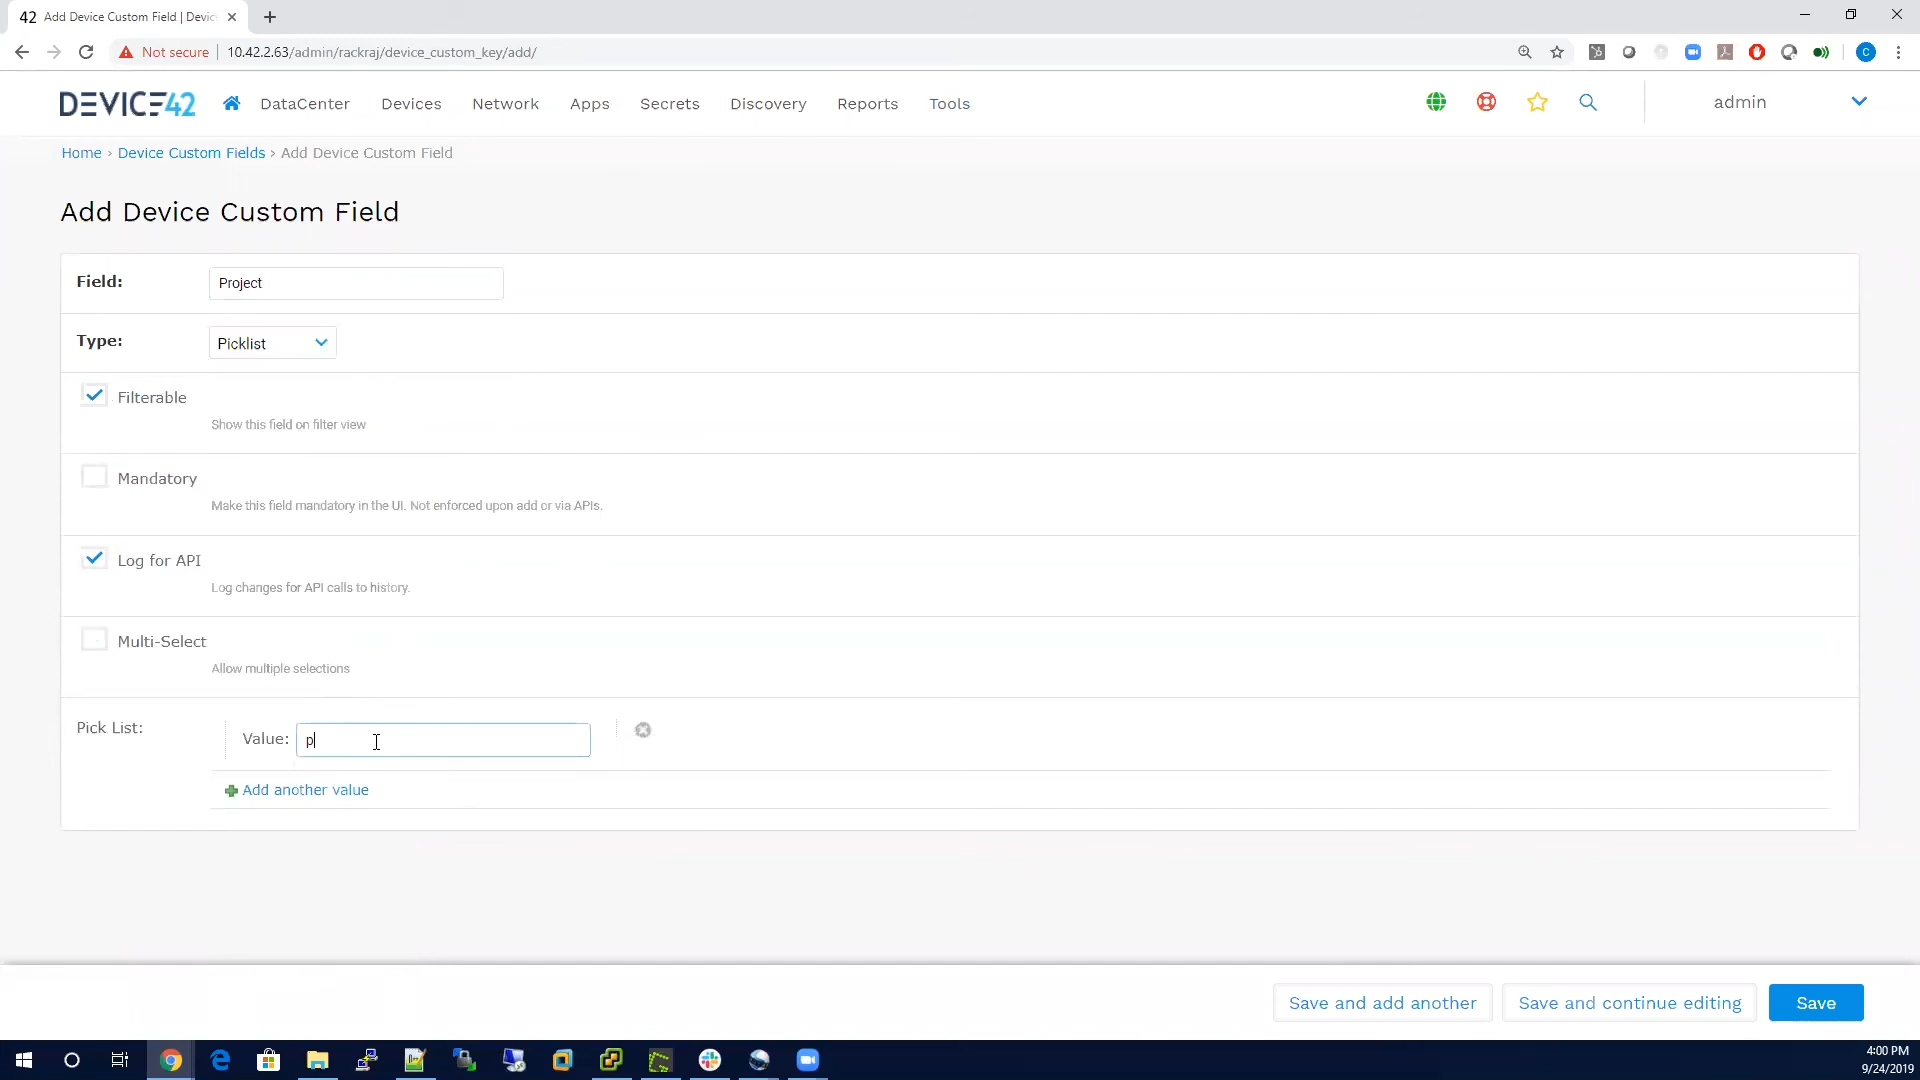 42 Add Device Custom Field | Devic
Not secure 10.42.2.63/admin/rackraj/device_custom_key/add/
C
DEVICE42 DataCenter Devices Network Apps Secrets Discovery Reports Tools admin
Home › Device Custom Fields › Add Device Custom Field
Add Device Custom Field
Field: Project
Type: Picklist
Filterable
Show this field on filter view
Mandatory
Make this field mandatory in the UI. Not enforced upon add or via APIs.
Log for API
Log changes for API calls to history.
Multi-Select
Allow multiple selections
Pick List: Value: p
Add another value
Save and add another Save and continue editing Save
4:00 PM
9/24/2019